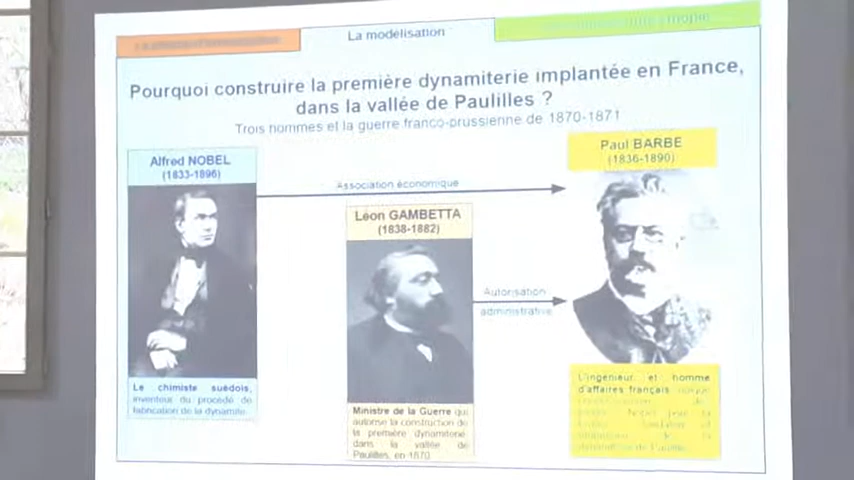 La modélisation
Pourquoi construire la première dynamiterie implantée en France,
dans la vallée de Paulilles ?
Trois hommes et la guerre franco-prussienne de 1870-1871
Alfred NOBEL
(1833-1896)
Association économique
Paul BARBE
(1836-1890)
Léon GAMBETTA
(1838-1882)
Autorisation
administrative
Le chimiste suédois,
inventeur du procédé de
fabrication de la dynamite.
Ministre de la Guerre qui
autorise la construction de
la première dynamiterie
dans la vallée de
Paulilles, en 1870
L'ingénieur et homme
d'affaires français